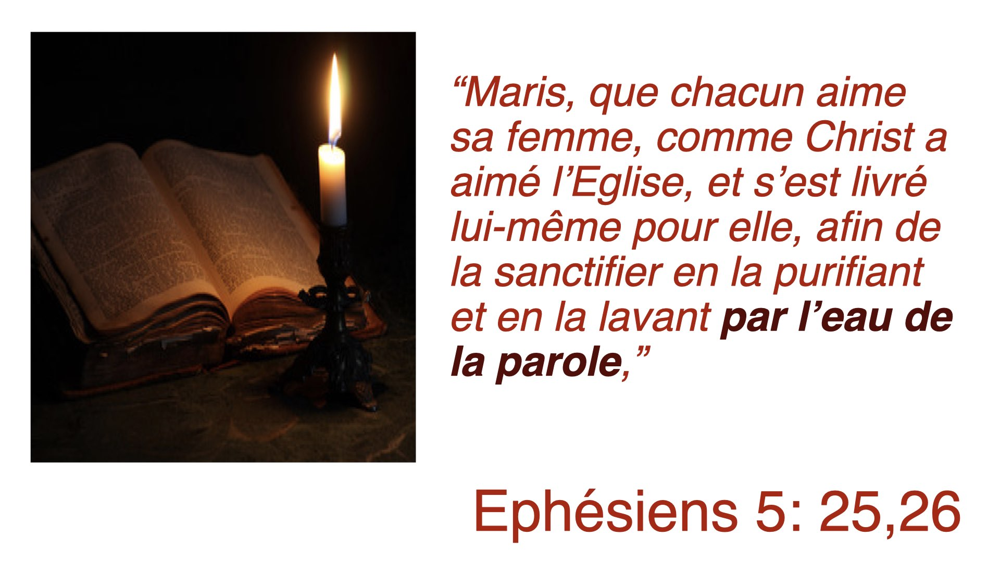 “Maris, que chacun aime
sa femme, comme Christ a
aimé l’Eglise, et s’est livré
lui-même pour elle, afin de
la sanctifier en la purifiant
et en la lavant par l’eau de
la parole,”
Ephésiens 5: 25,26